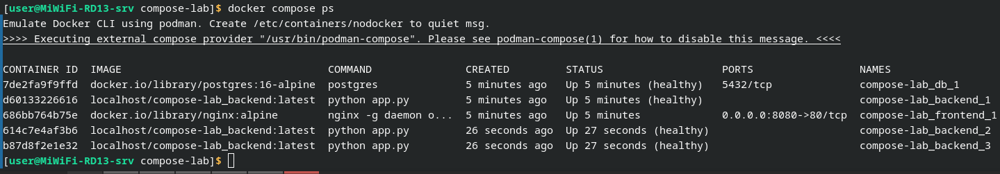 [user@MiWiFi-RD13-srv compose-lab]$ docker compose ps
Emulate Docker CLI using podman. Create /etc/containers/nodocker to quiet msg.
>>>> Executing external compose provider "/usr/bin/podman-compose". Please see podman-compose(1) for how to disable this message. <<<<
CONTAINER ID  IMAGE                                 COMMAND               CREATED         STATUS                   PORTS                 NAMES
7de2fa9f9ffd  docker.io/library/postgres:16-alpine  postgres              5 minutes ago   Up 5 minutes (healthy)   5432/tcp              compose-lab_db_1
d60133226616  localhost/compose-lab_backend:latest  python app.py         5 minutes ago   Up 5 minutes (healthy)                         compose-lab_backend_1
686bb764b75e  docker.io/library/nginx:alpine        nginx -g daemon o...  5 minutes ago   Up 5 minutes             0.0.0.0:8080->80/tcp  compose-lab_frontend_1
614c7e4af3b6  localhost/compose-lab_backend:latest  python app.py         26 seconds ago  Up 27 seconds (healthy)                        compose-lab_backend_2
b87d8f2e1e32  localhost/compose-lab_backend:latest  python app.py         26 seconds ago  Up 27 seconds (healthy)                        compose-lab_backend_3
[user@MiWiFi-RD13-srv compose-lab]$